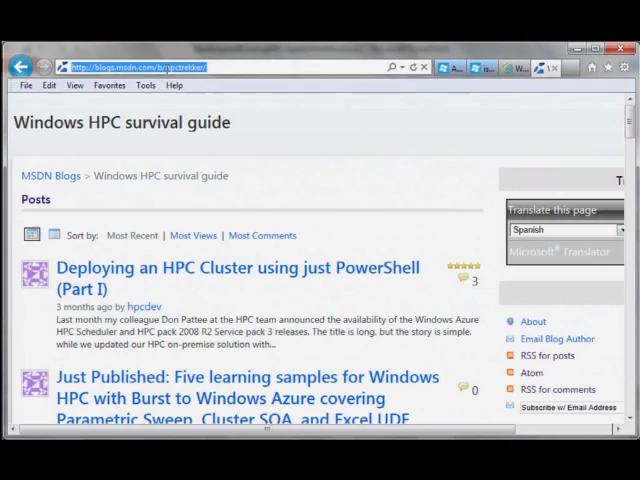 http://blogs.msdn.com/b/hpctrekker/
A...
is...
W...
File Edit View Favorites Tools Help
Windows HPC survival guide
MSDN Blogs > Windows HPC survival guide
Posts
Sort by: Most Recent | Most Views | Most Comments
Deploying an HPC Cluster using just PowerShell
(Part I)
3
3 months ago by hpcdev
Last month my colleague Don Pattee at the HPC team announced the availability of the Windows Azure
HPC Scheduler and HPC pack 2008 R2 Service pack 3 releases. The title is long, but the story is simple,
while we updated our HPC on-premise solution with...
Just Published: Five learning samples for Windows
HPC with Burst to Windows Azure covering
Parametric Sweep, Cluster SOA, and Excel UDF
0
Translate this page
Spanish
Microsoft® Translator
About
Email Blog Author
RSS for posts
Atom
RSS for comments
Subscribe w/ Email Address